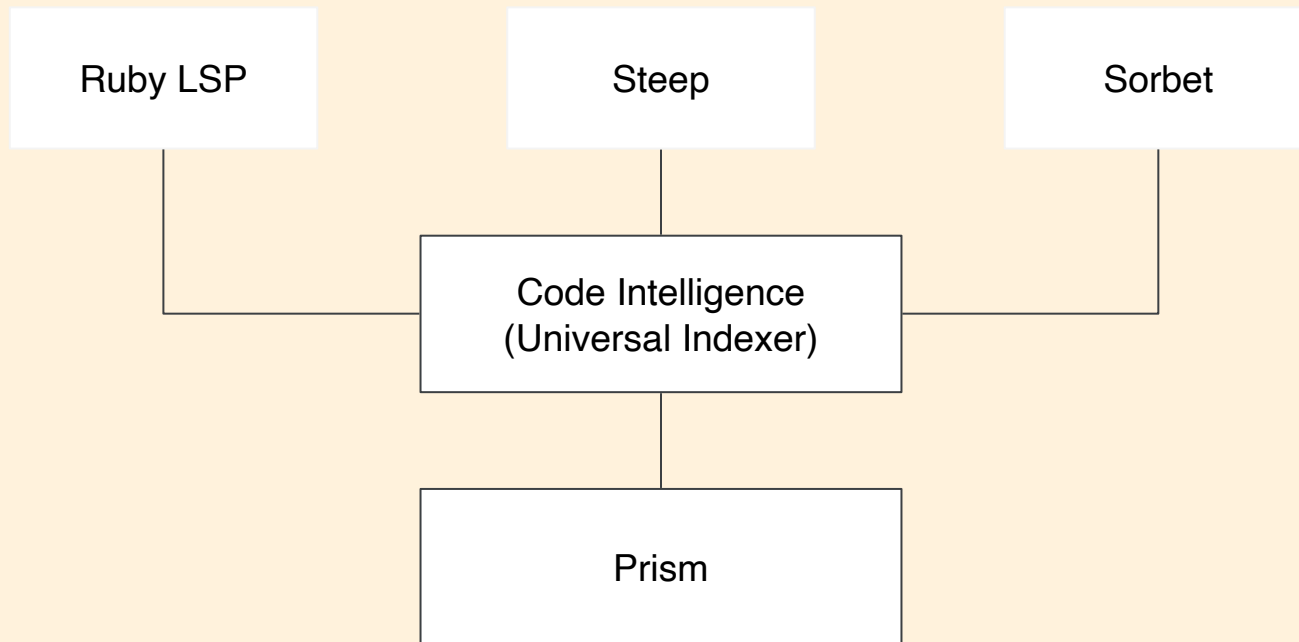 Ruby LSP
Steep
Sorbet
Code Intelligence
(Universal Indexer)
Prism